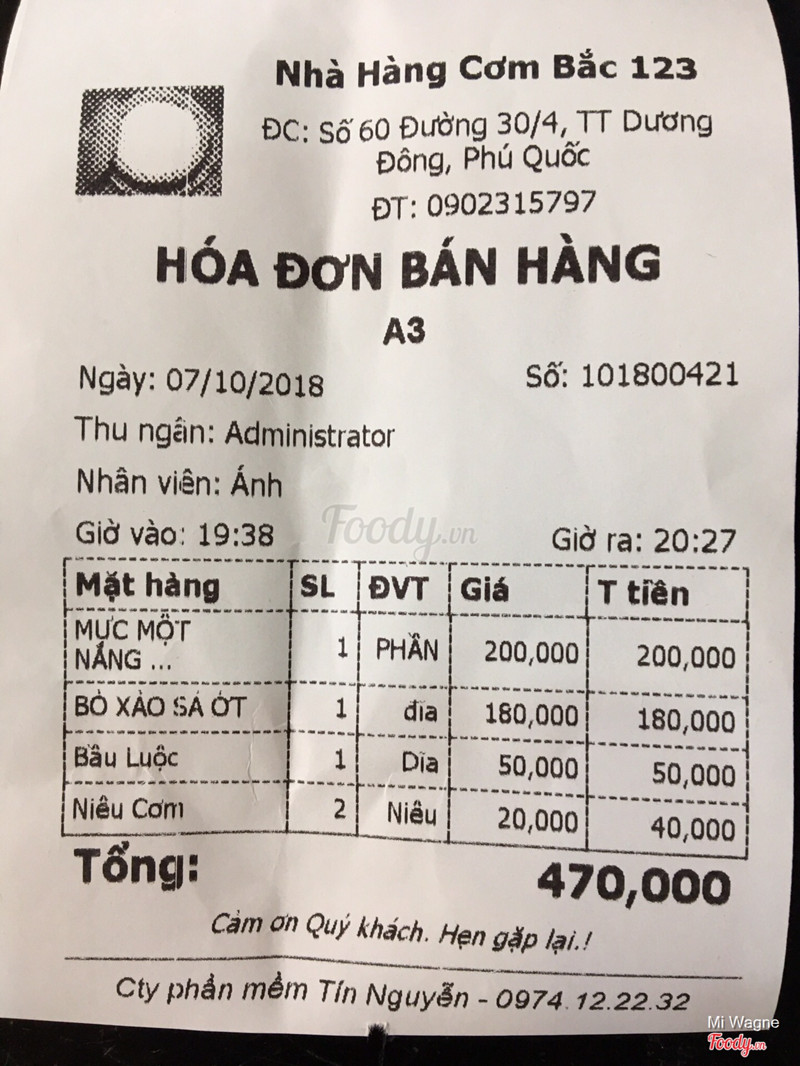 Nhà Hàng Cơm Bắc 123
ĐC: Số 60 Đường 30/4, TT Dương
Đông, Phú Quốc
ĐT: 0902315797
HÓA ĐƠN BÁN HÀNG
A3
Ngày: 07/10/2018 Số: 101800421
Thu ngân: Administrator
Nhân viên: Ánh
Foody.vn
Giờ vào: 19:38 Giờ ra: 20:27
Mặt hàng SL ĐVT Giá T tiền
MỰC MỘT
NẮNG ... 1 PHẦN 200,000 200,000
BÒ XÀO SẢ ỚT 1 đĩa 180,000 180,000
Bầu Luộc 1 Dĩa 50,000 50,000
Niêu Cơm 2 Niêu 20,000 40,000
Tổng: 470,000
Cảm ơn Quý khách. Hẹn gặp lại.!
Cty phần mềm Tín Nguyễn - 0974.12.22.32
Mi Wagne
Foody.vn